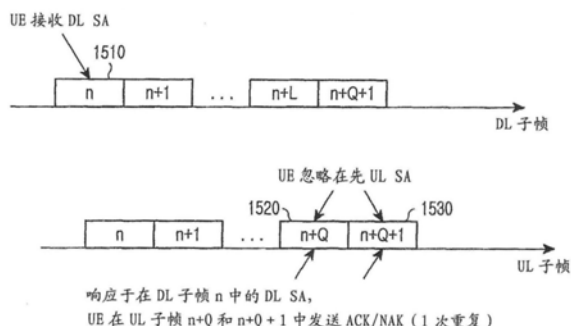 UE 接收 DL SA
1510
n n+1 ... n+L n+Q+1
DL 子帧
UE 忽略在先 UL SA
1520 1530
n n+1 ... n+Q n+Q+1
UL 子帧
响应于在 DL 子帧 n 中的 DL SA,
UE 在 UL 子帧 n+Q 和 n+Q + 1 中发送 ACK/NAK ( 1 次重复 )